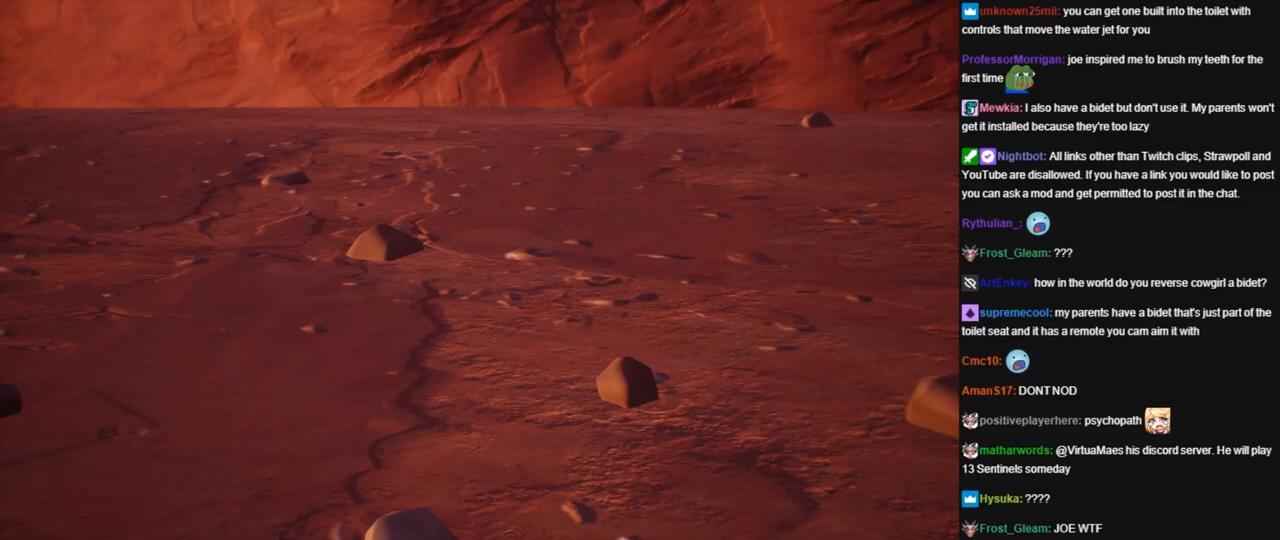 unknown25mil: you can get one built into the toilet with
controls that move the water jet for you
ProfessorMorrigan: joe inspired me to brush my teeth for the
first time
Mewkia: I also have a bidet but don't use it. My parents won't
get it installed because they're too lazy
Nightbot: All links other than Twitch clips, Strawpoll and
YouTube are disallowed. If you have a link you would like to post
you can ask a mod and get permitted to post it in the chat.
Rythulian_:
Frost_Gleam: ???
ArtEnkey: how in the world do you reverse cowgirl a bidet?
supremecool: my parents have a bidet that's just part of the
toilet seat and it has a remote you cam aim it with
Cmc10:
AmanS17: DONT NOD
positiveplayerhere: psychopath
matharwords: @VirtuaMaes his discord server. He will play
13 Sentinels someday
Hysuka: ????
Frost_Gleam: JOE WTF